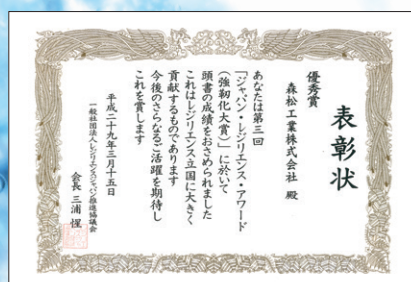 表彰状
優秀賞
森松工業株式会社 殿
あなたは第三回
「ジャパン・レジリエンス・アワード
(強靭化大賞)」に於いて
頭書の成績をおさめられました
これはレジリエンス立国に大きく
貢献するものであります
今後のさらなるご活躍を期待し
これを賞します
平成二十九年三月十五日
一般社団法人レジリエンスジャパン推進協議会
会長 三浦 惺